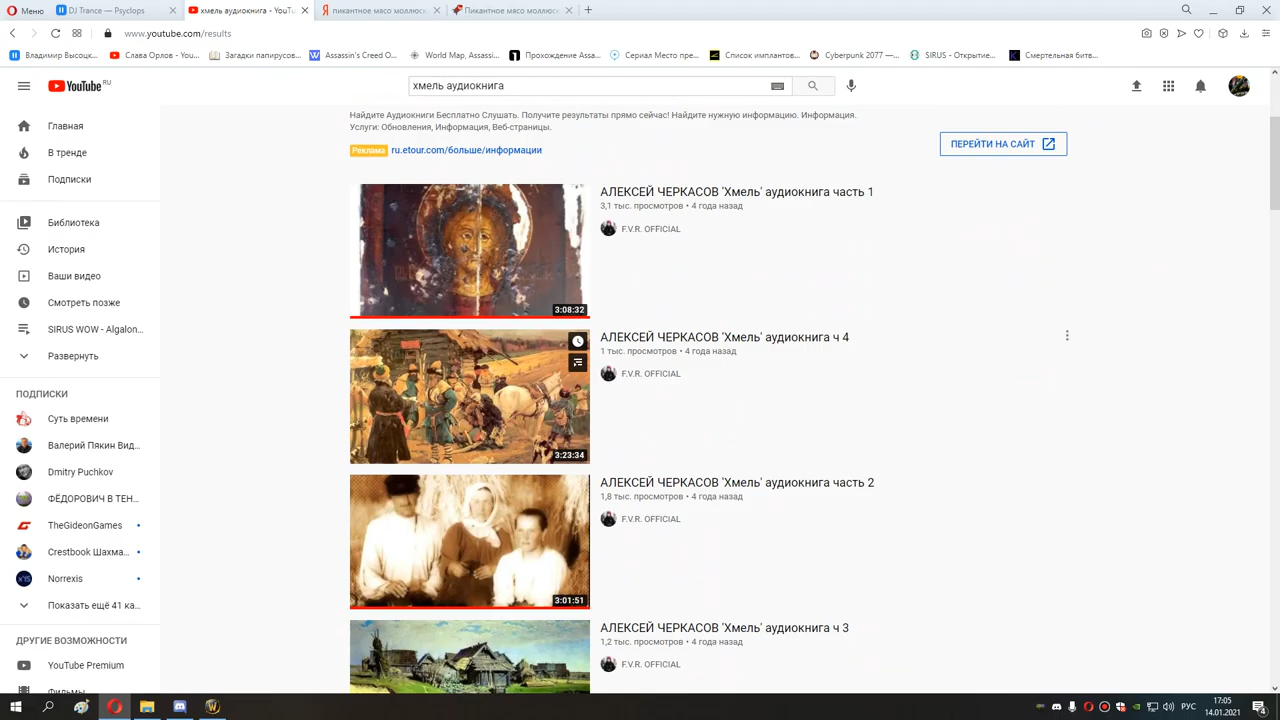 Меню
DJ Trance — Psyclops
хмель аудиокнига - YouTu
пикантное мясо моллюск
Пикантное мясо моллюс
www.youtube.com/results
Владимир Высоцк...
Слава Орлов - You...
Загадки папирусов...
Assassin's Creed O...
World Map, Assassi...
Прохождение Assa...
Сериал Место пре...
Список имплантов...
Cyberpunk 2077 —...
SIRUS - Открытие...
Смертельная битв...
YouTube RU
хмель аудиокнига
Главная
В тренде
Подписки
Библиотека
История
Ваши видео
Смотреть позже
SIRUS WOW - Algalon...
Развернуть
ПОДПИСКИ
Суть времени
Валерий Пякин Вид...
Dmitry Puchkov
ФЁДОРОВИЧ В ТЕН...
TheGideonGames
Crestbook Шахма...
Norrexis
Показать ещё 41 ка...
ДРУГИЕ ВОЗМОЖНОСТИ
YouTube Premium
Фильмы
Найдите Аудиокниги Бесплатно Слушать. Получите результаты прямо сейчас! Найдите нужную информацию. Информация.
Услуги: Обновления, Информация, Веб-страницы.
Реклама ru.etour.com/больше/информации
ПЕРЕЙТИ НА САЙТ
АЛЕКСЕЙ ЧЕРКАСОВ 'Хмель' аудиокнига часть 1
3,1 тыс. просмотров • 4 года назад
F.V.R. OFFICIAL
3:08:32
АЛЕКСЕЙ ЧЕРКАСОВ 'Хмель' аудиокнига ч 4
1 тыс. просмотров • 4 года назад
F.V.R. OFFICIAL
3:23:34
АЛЕКСЕЙ ЧЕРКАСОВ 'Хмель' аудиокнига часть 2
1,8 тыс. просмотров • 4 года назад
F.V.R. OFFICIAL
3:01:51
АЛЕКСЕЙ ЧЕРКАСОВ 'Хмель' аудиокнига ч 3
1,2 тыс. просмотров • 4 года назад
F.V.R. OFFICIAL
РУС
17:05
14.01.2021
4